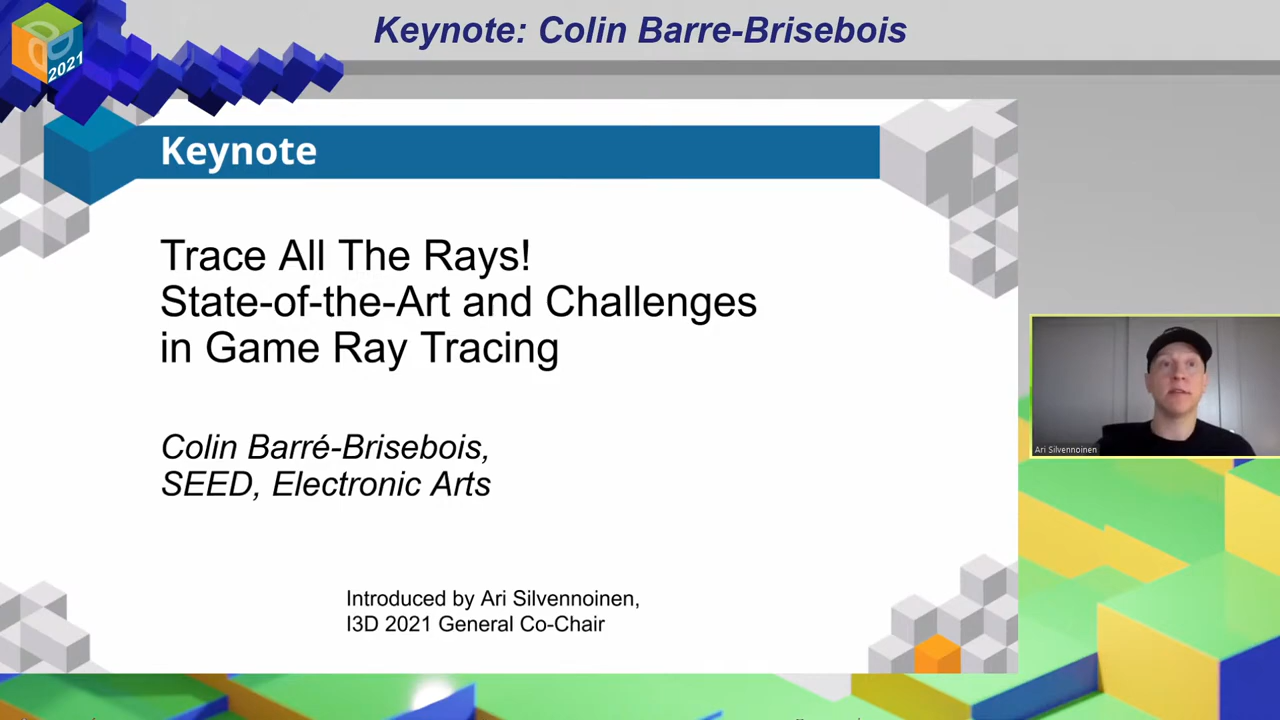 Keynote: Colin Barre-Brisebois
2021
Keynote
Trace All The Rays!
State-of-the-Art and Challenges
in Game Ray Tracing
Colin Barré-Brisebois,
SEED, Electronic Arts
Ari Silvennoinen
Introduced by Ari Silvennoinen,
I3D 2021 General Co-Chair